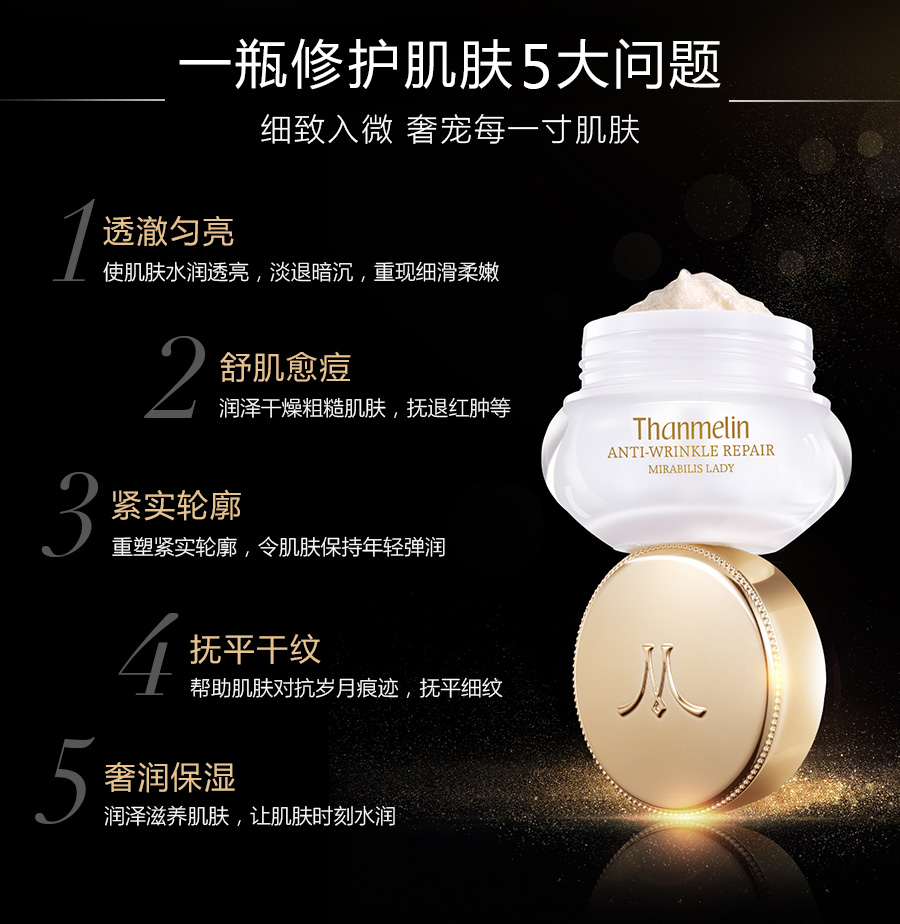 一瓶修护肌肤5大问题
细致入微 奢宠每一寸肌肤
1 透澈匀亮
使肌肤水润透亮，淡退暗沉，重现细滑柔嫩
2 舒肌愈痘
润泽干燥粗糙肌肤，抚退红肿等
3 紧实轮廓
重塑紧实轮廓，令肌肤保持年轻弹润
4 抚平干纹
帮助肌肤对抗岁月痕迹，抚平细纹
5 奢润保湿
润泽滋养肌肤，让肌肤时刻水润
Thanmelin
ANTI-WRINKLE REPAIR
MIRABILIS LADY